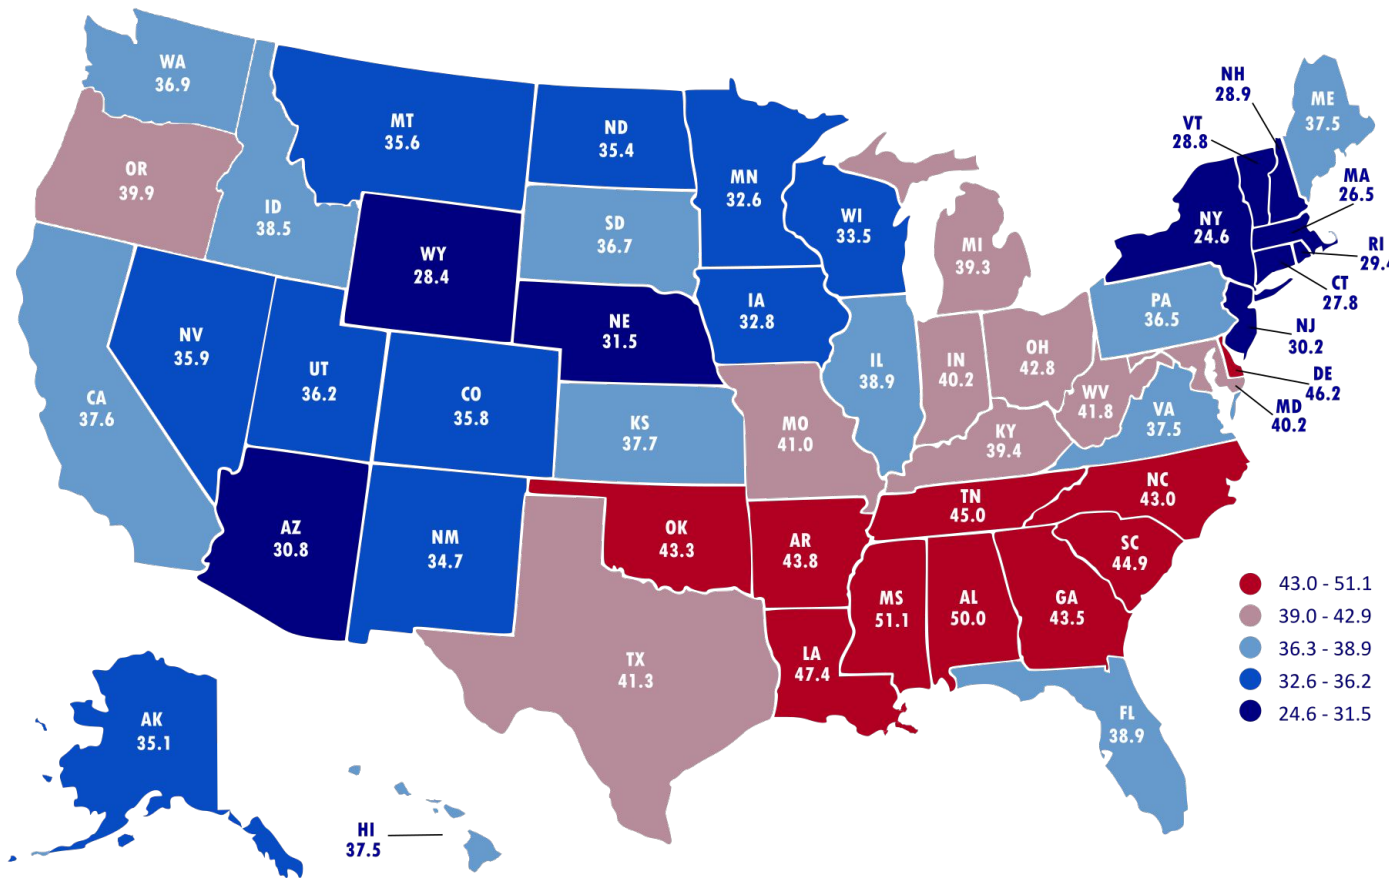 WA
36.9
OR
39.9
ID
38.5
MT
35.6
ND
35.4
MN
32.6
WI
33.5
SD
36.7
WY
28.4
NE
31.5
IA
32.8
MI
39.3
NH
28.9
VT
28.8
ME
37.5
MA
26.5
NY
24.6
RI
29.4
CT
27.8
PA
36.5
NJ
30.2
DE
46.2
MD
40.2
NV
35.9
UT
36.2
CO
35.8
CA
37.6
KS
37.7
MO
41.0
IL
38.9
IN
40.2
OH
42.8
WV
41.8
VA
37.5
KY
39.4
AZ
30.8
NM
34.7
OK
43.3
AR
43.8
TN
45.0
NC
43.0
SC
44.9
MS
51.1
AL
50.0
GA
43.5
TX
41.3
LA
47.4
FL
38.9
AK
35.1
HI
37.5
43.0 - 51.1
39.0 - 42.9
36.3 - 38.9
32.6 - 36.2
24.6 - 31.5